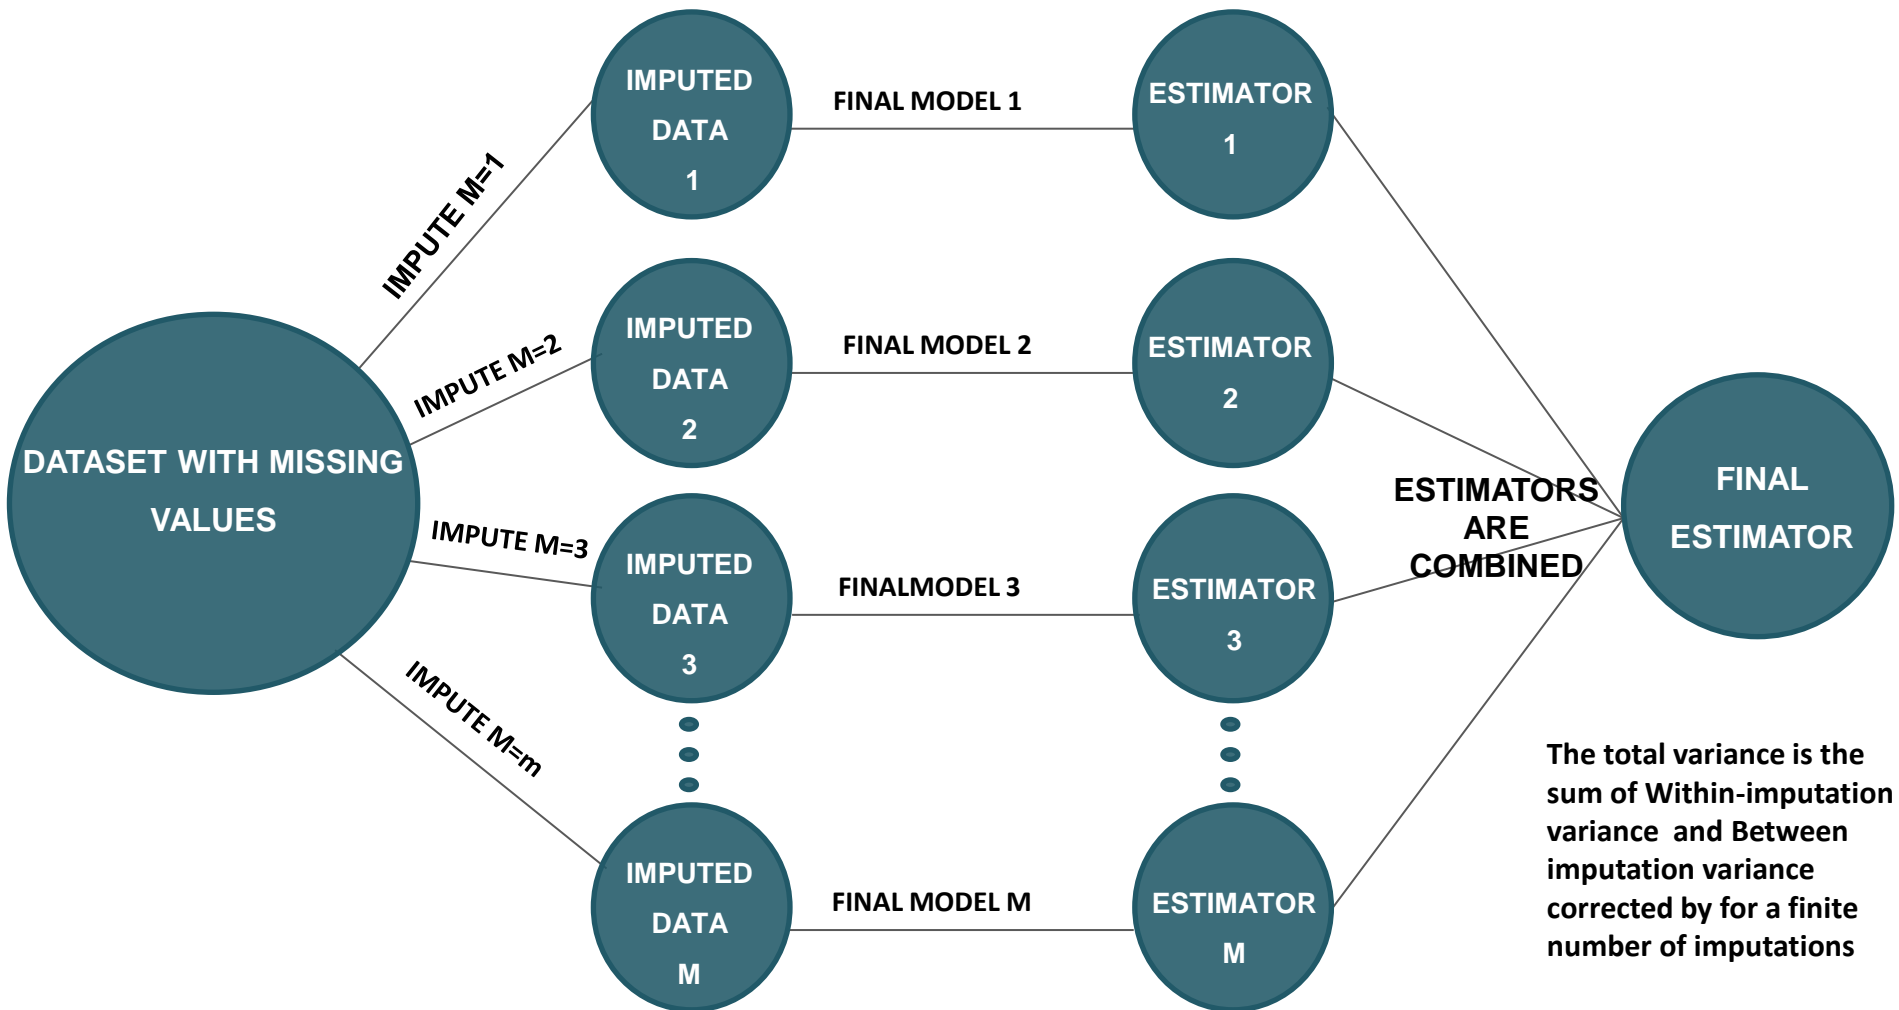 IMPUTED
DATA
1
FINAL MODEL 1
ESTIMATOR
1
IMPUTE M=1
IMPUTED
DATA
2
FINAL MODEL 2
ESTIMATOR
2
IMPUTE M=2
DATASET WITH MISSING
VALUES
IMPUTE M=3
IMPUTED
DATA
3
FINALMODEL 3
ESTIMATOR
3
ESTIMATORS
ARE
COMBINED
FINAL
ESTIMATOR
IMPUTE M=m
IMPUTED
DATA
M
FINAL MODEL M
ESTIMATOR
M
The total variance is the
sum of Within-imputation
variance  and Between
imputation variance
corrected by for a finite
number of imputations